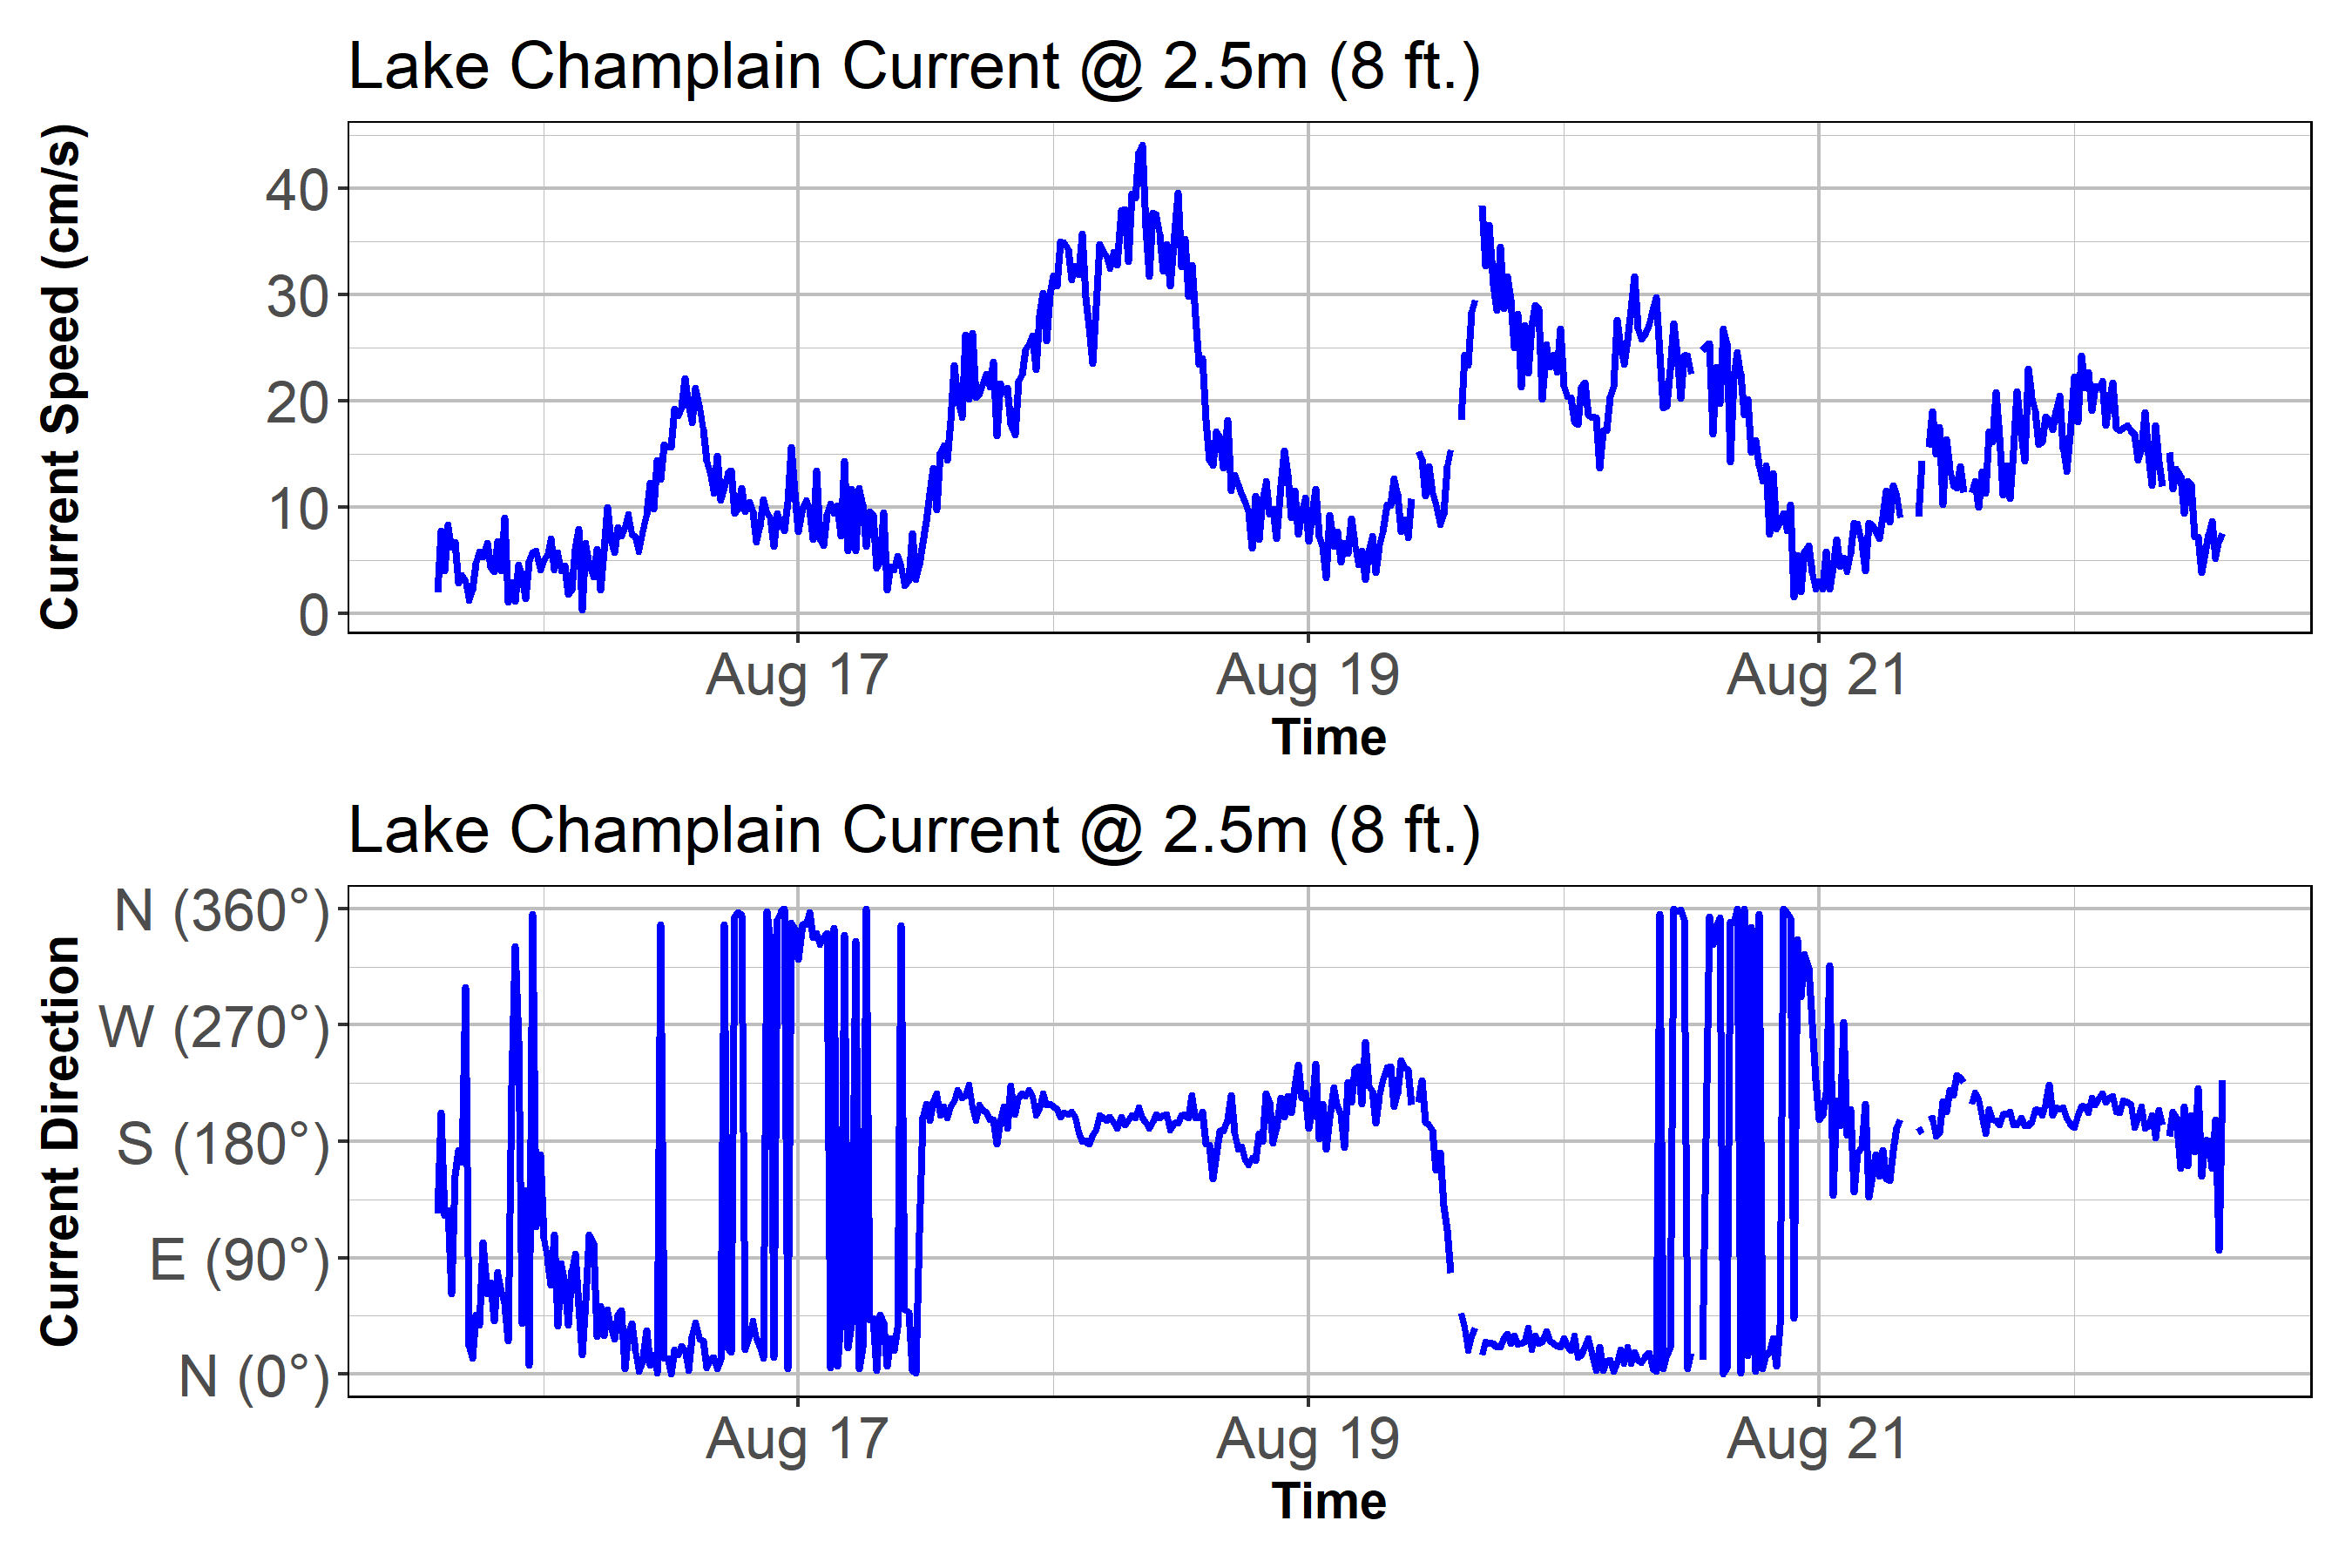 Lake Champlain Current @ 2.5m (8 ft.)
Current Speed (cm/s)
40
30
20
10
0
Aug 17 Aug 19 Aug 21
Time
Lake Champlain Current @ 2.5m (8 ft.)
Current Direction
N (360°)
W (270°)
S (180°)
E (90°)
N (0°)
Aug 17 Aug 19 Aug 21
Time